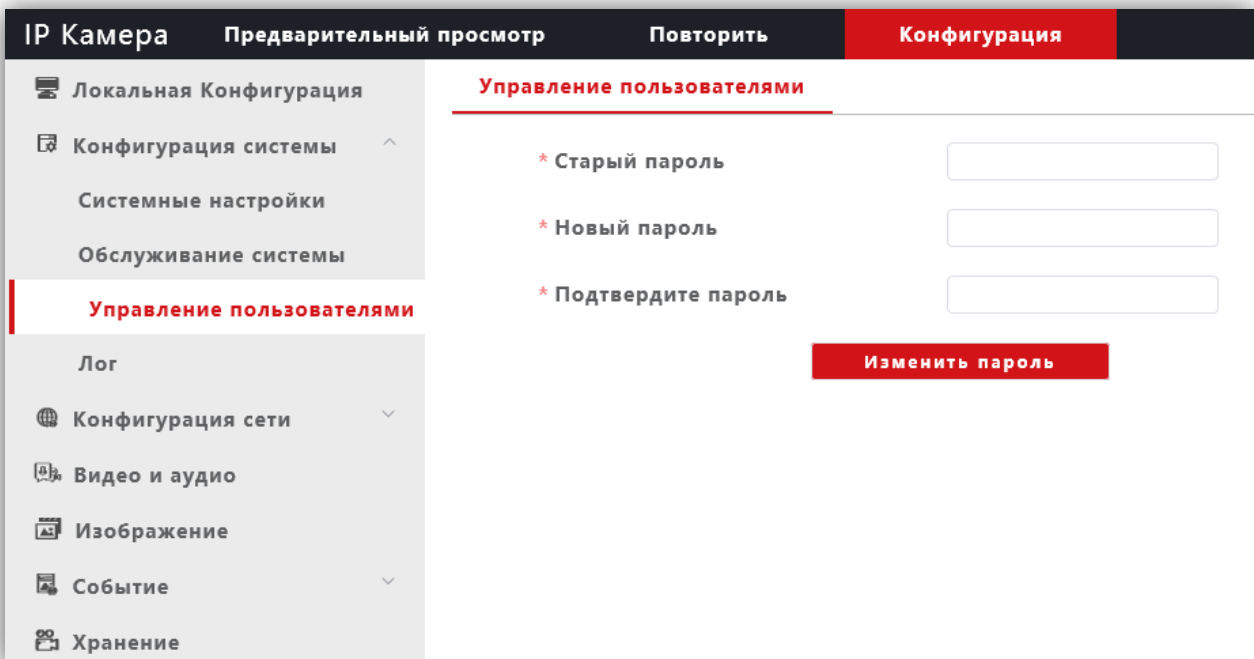 IP Камера Предварительный просмотр Повторить Конфигурация
Локальная Конфигурация
Конфигурация системы
Системные настройки
Обслуживание системы
Управление пользователями
Лог
Конфигурация сети
Видео и аудио
Изображение
Событие
Хранение
Управление пользователями
* Старый пароль
* Новый пароль
* Подтвердите пароль
Изменить пароль